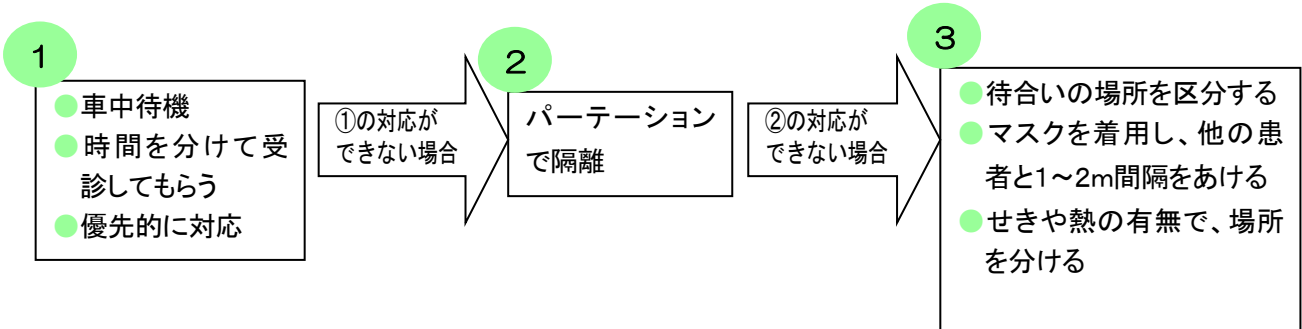 1
●車中待機
●時間を分けて受
診してもらう
●優先的に対応
①の対応が
できない場合
2
パーテーション
で隔離
②の対応が
できない場合
3
●待合いの場所を区分する
●マスクを着用し、他の患
者と1～2m間隔をあける
●せきや熱の有無で、場所
を分ける